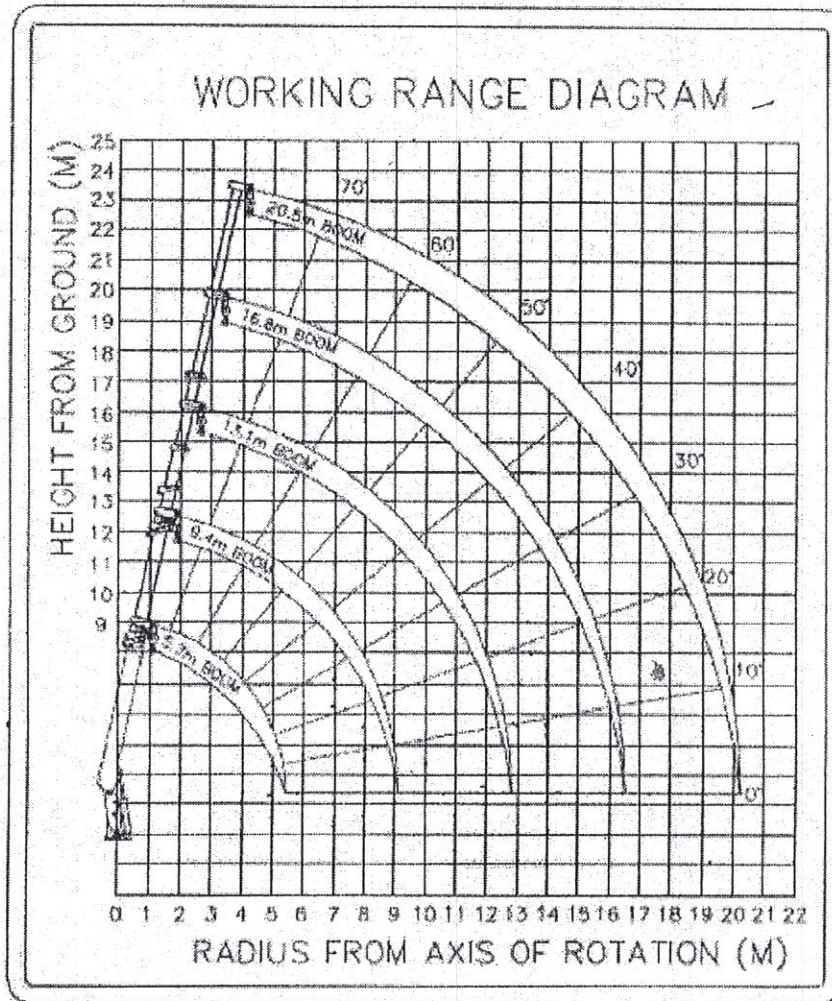 WORKING RANGE DIAGRAM
HEIGHT FROM GROUND (M)
25
24
23
22
21
20
19
18
17
16
15
14
13
12
11
10
9
70°
60
50°
40°
30°
20°
10°
0°
20.5m BOOM
16.8m BOOM
13.1m BOOM
9.4m BOOM
5.7m BOOM
0 1 2 3 4 5 6 7 8 9 10 11 12 13 14 15 16 17 18 19 20 21 22
RADIUS FROM AXIS OF ROTATION (M)